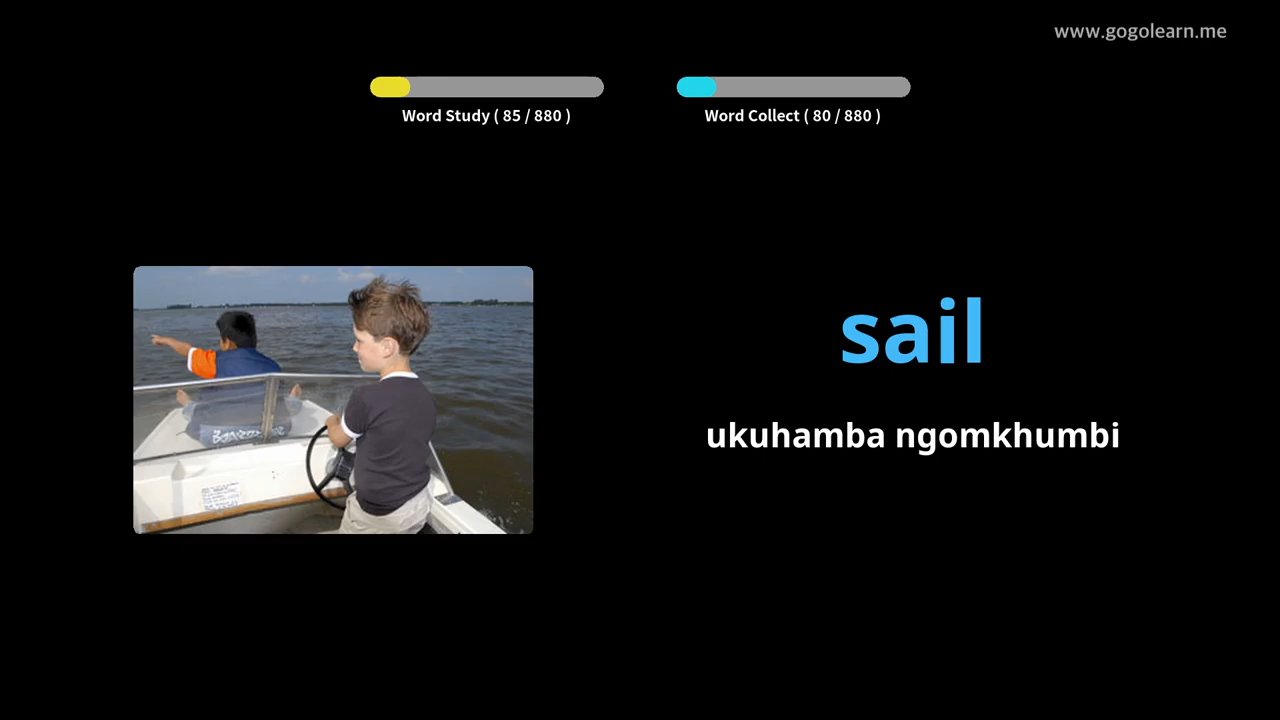 www.gogolearn.me
Word Study ( 85 / 880 )
Word Collect ( 80 / 880 )
sail
ukuhamba ngomkhumbi